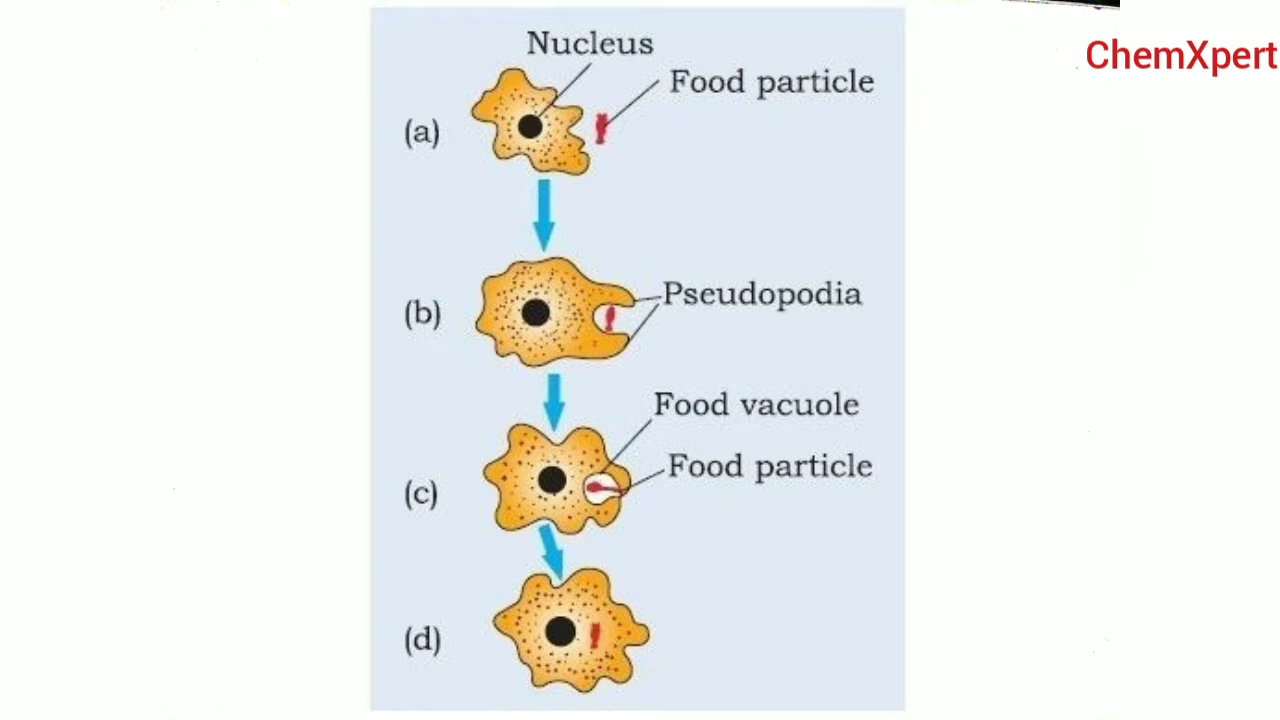 ChemXpert
Nucleus
Food particle
(a)
Pseudopodia
(b)
Food vacuole
Food particle
(c)
(d)